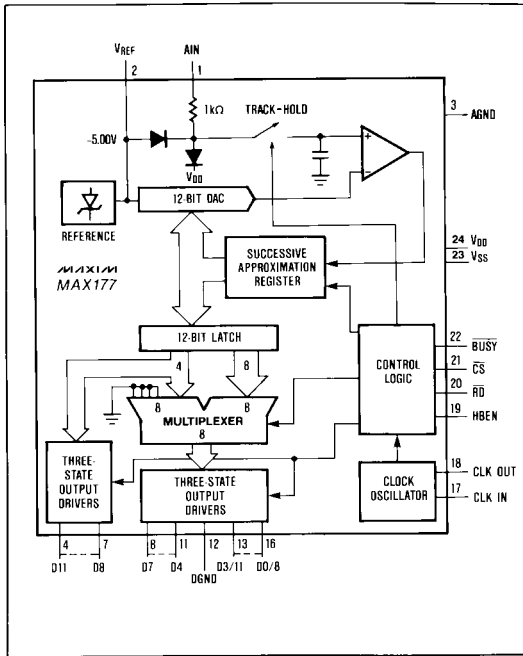 VREF AIN
2 1
1kΩ TRACK-HOLD
3 AGND
-5.00V
+
VDD
-
12-BIT DAC
REFERENCE
24 VDD
MAXIM
SUCCESSIVE
APPROXIMATION
REGISTER
23 VSS
MAX177
12-BIT LATCH
22 BUSY
4 8
CONTROL
LOGIC
21 CS
20 RD
8 8
19 HBEN
MULTIPLEXER
8
THREE-
STATE
OUTPUT
DRIVERS
THREE-STATE
OUTPUT
DRIVERS
CLOCK
OSCILLATOR
18 CLK OUT
17 CLK IN
4 7 8 11 12 13 16
D11 D8 D7 D4 D3/11 D0/8
DGND